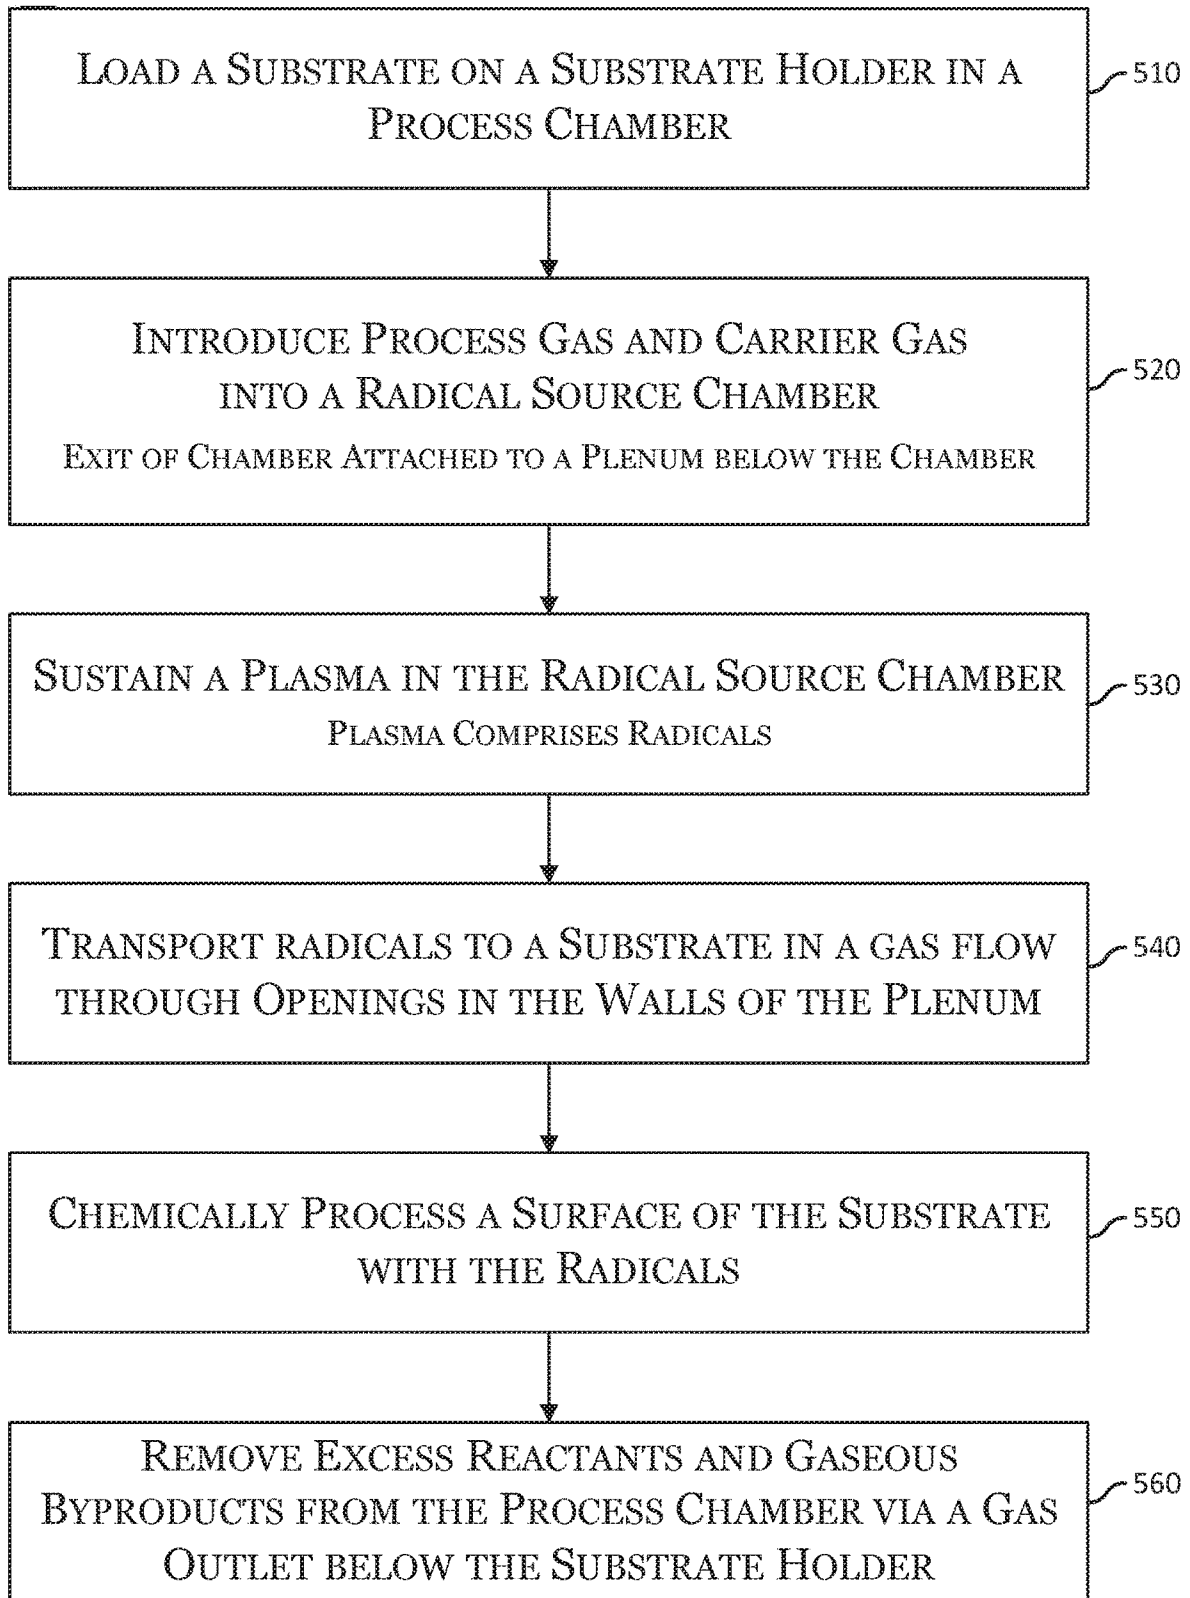 LOAD A SUBSTRATE ON A SUBSTRATE HOLDER IN A
PROCESS CHAMBER
510
INTRODUCE PROCESS GAS AND CARRIER GAS
INTO A RADICAL SOURCE CHAMBER
EXIT OF CHAMBER ATTACHED TO A PLENUM BELOW THE CHAMBER
520
SUSTAIN A PLASMA IN THE RADICAL SOURCE CHAMBER
PLASMA COMPRISES RADICALS
530
TRANSPORT RADICALS TO A SUBSTRATE IN A GAS FLOW
THROUGH OPENINGS IN THE WALLS OF THE PLENUM
540
CHEMICALLY PROCESS A SURFACE OF THE SUBSTRATE
WITH THE RADICALS
550
REMOVE EXCESS REACTANTS AND GASEOUS
BYPRODUCTS FROM THE PROCESS CHAMBER VIA A GAS
OUTLET BELOW THE SUBSTRATE HOLDER
560